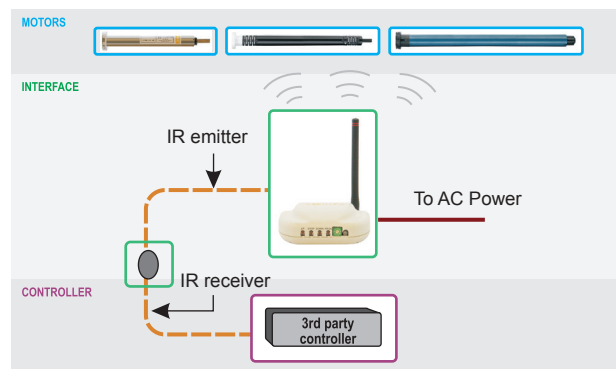 MOTORS
INTERFACE
IR emitter
To AC Power
IR receiver
CONTROLLER
3rd party
controller